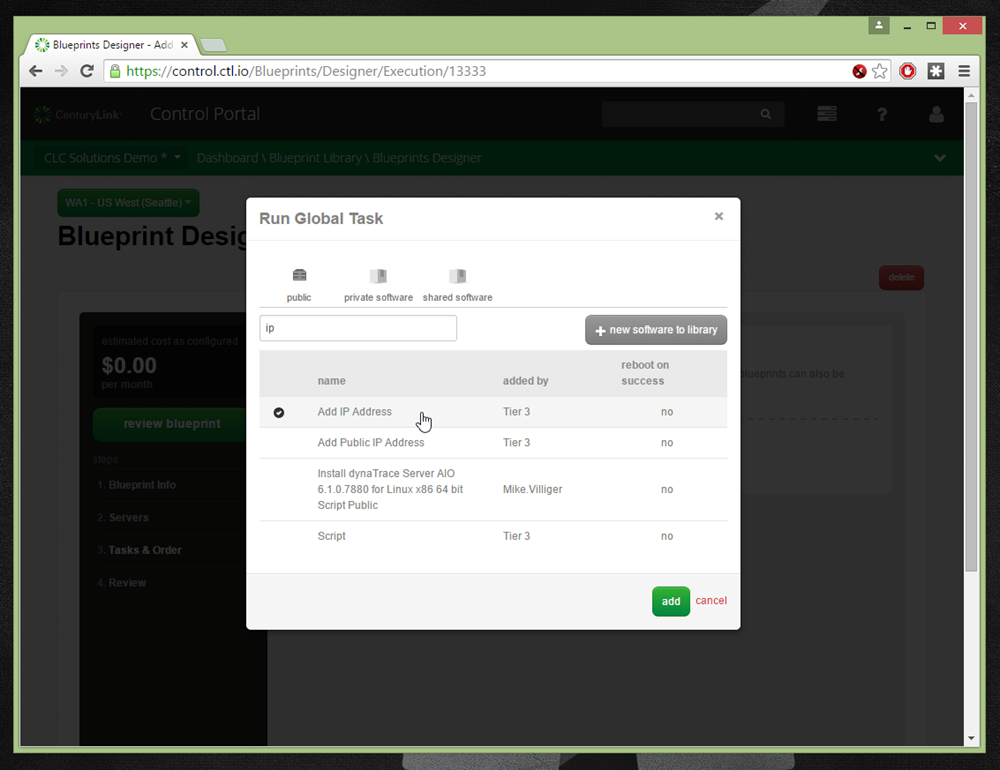 Blueprints Designer - Add
https://control.ctl.io/Blueprints/Designer/Execution/13333
CenturyLink
Control Portal
CLC Solutions Demo *
Dashboard \ Blueprint Library \ Blueprints Designer
WA1 - US West (Seattle)
Blueprint Desig
delete
estimated cost as configured
$0.00
per month
review blueprint
steps
1. Blueprint Info
2. Servers
3. Tasks & Order
4. Review
blueprints can also be
Run Global Task
×
public
private software
shared software
ip
+ new software to library
name
added by
reboot on
success
Add IP Address
Tier 3
no
Add Public IP Address
Tier 3
no
Install dynaTrace Server AIO
6.1.0.7880 for Linux x86 64 bit
Script Public
Mike.Villiger
no
Script
Tier 3
no
add
cancel